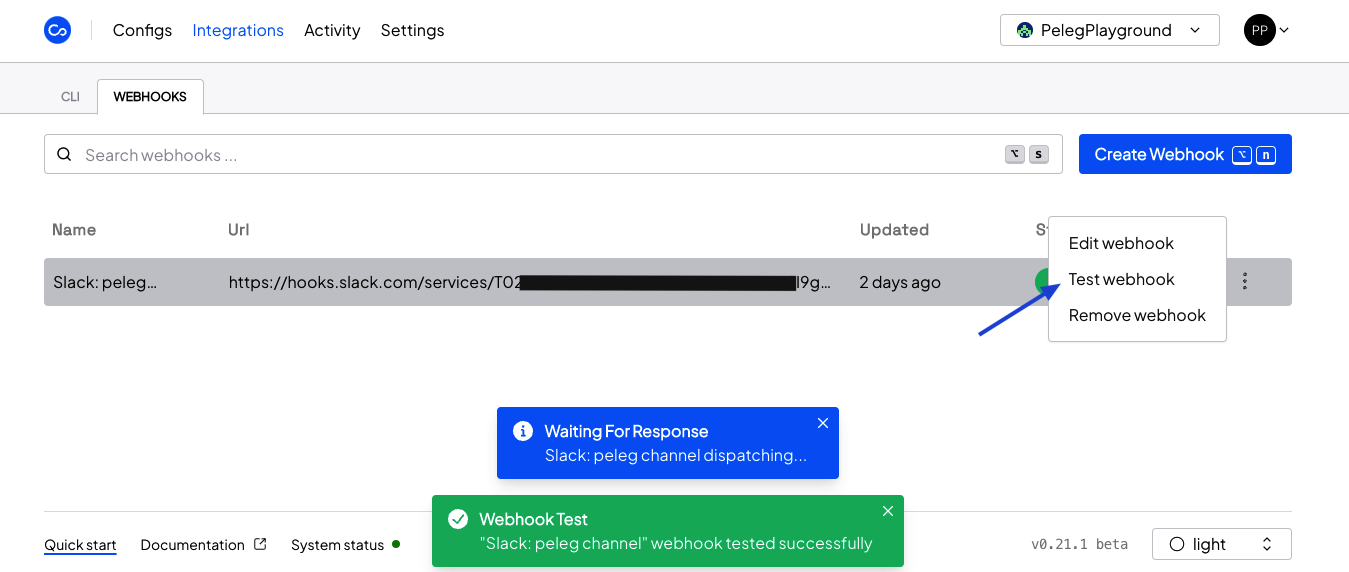 Configs Integrations Activity Settings PelegPlayground PP
CLI WEBHOOKS
Search webhooks ... ⌥ s Create Webhook ⌥ n
Name Url Updated
Edit webhook
Slack: peleg... https://hooks.slack.com/services/T02 l9g... 2 days ago Test webhook
Remove webhook
Waiting For Response
Slack: peleg channel dispatching...
Webhook Test
"Slack: peleg channel" webhook tested successfully
Quick start Documentation System status v0.21.1 beta light